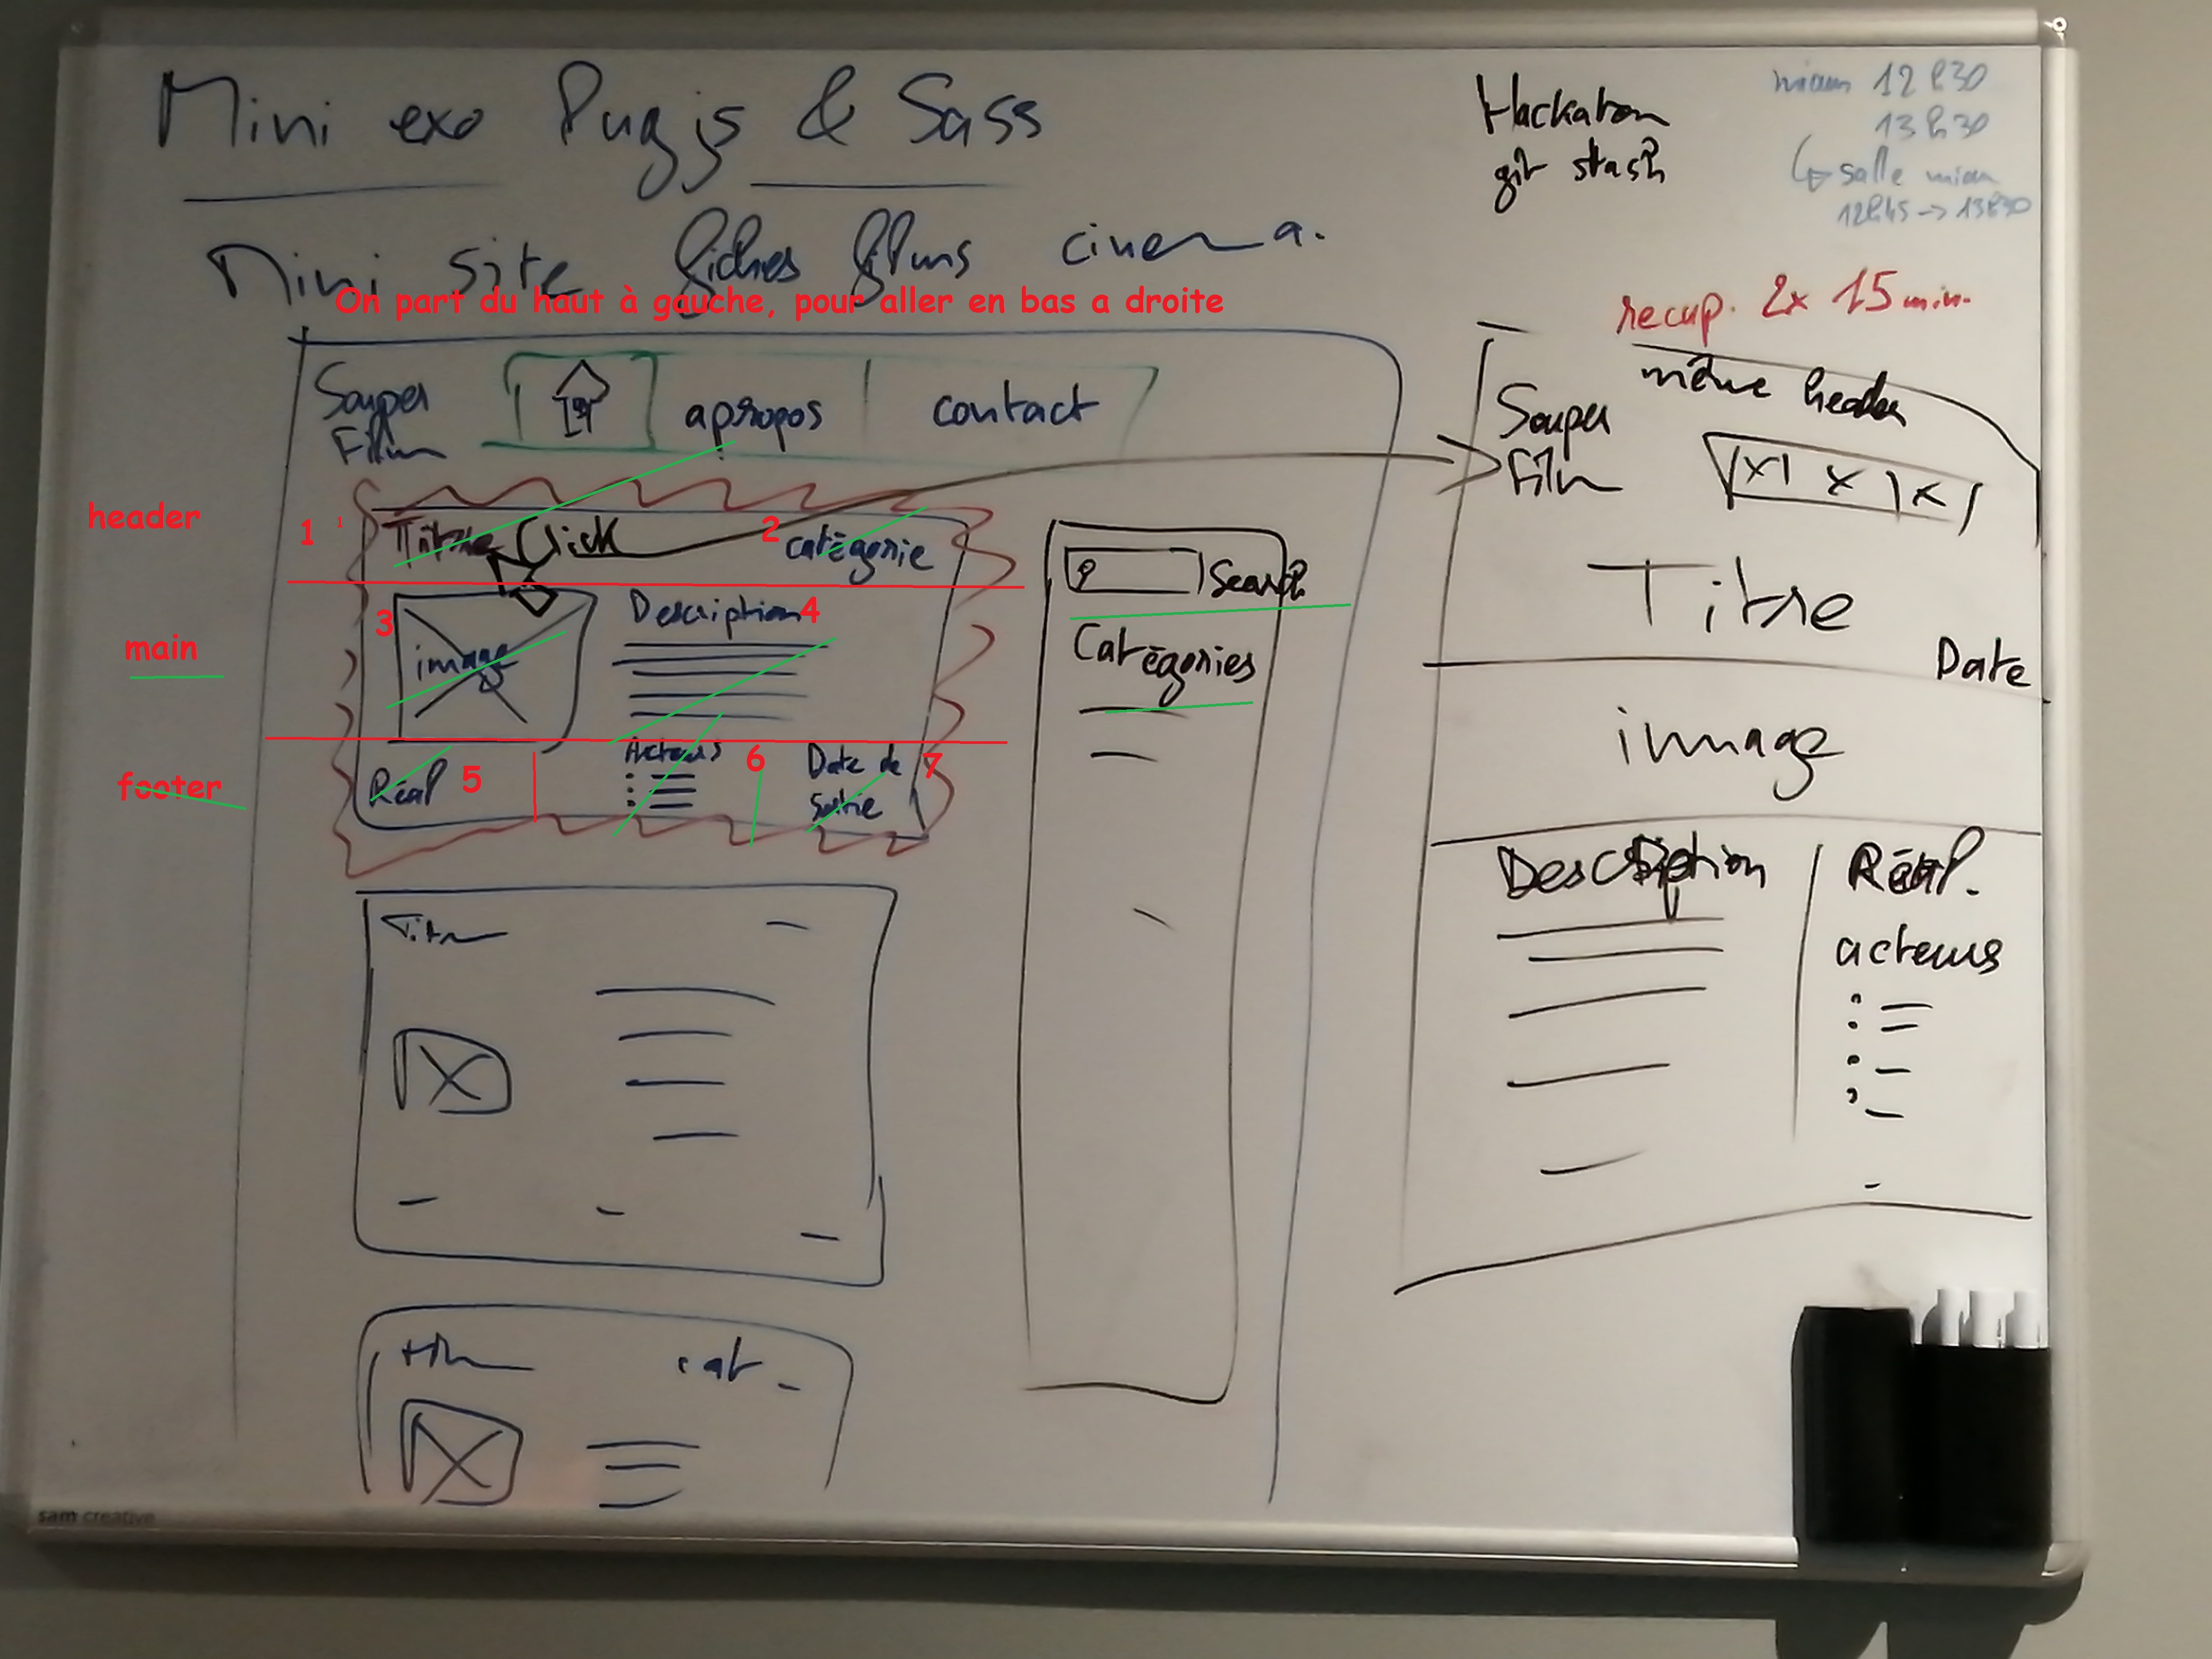 Mini exo Pugjs & Sass
Mini site fiches films cinema.
On part du haut à gauche, pour aller en bas a droite
Souper
Film
apropos
contact
header
1
1
Titre
Click
2
catégorie
main
3
image
Description
4
footer
Réal
5
Acteurs
6
Date de
Sortie
7
Search
Catégories
Titre
cat
Hackaton
git stash
miam 12h30
13h30
↳ salle miam
12h45 -> 13h30
recup. 2x 15 min.
même header
Souper
Film
X X X
Titre
Date
image
Description
Réal.
acteurs
sam creative